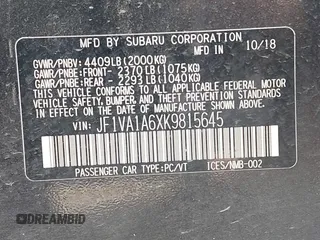 MFD BY SUBARU CORPORATION
IN 10/18
GVWR/PNBV: 4409LB(2000KG)
GAWR/PNBE:FRONT- 2370LB(1075KG)
GAWR/PNBE:REAR - 2293LB(1040KG)
THIS VEHICLE CONFORMS TO ALL APPLICABLE
FEDERAL MOTOR VEHICLE SAFETY, BUMPER,
AND THEFT PREVENTION STANDARDS IN
EFFECT ON THE DATE OF MANUFACTURE
SHOWN ABOVE.
VIN: JF1VA1A6XK9815645
PASSENGER CAR TYPE:PC/VT
ICES/NMB-002
DREAMBID